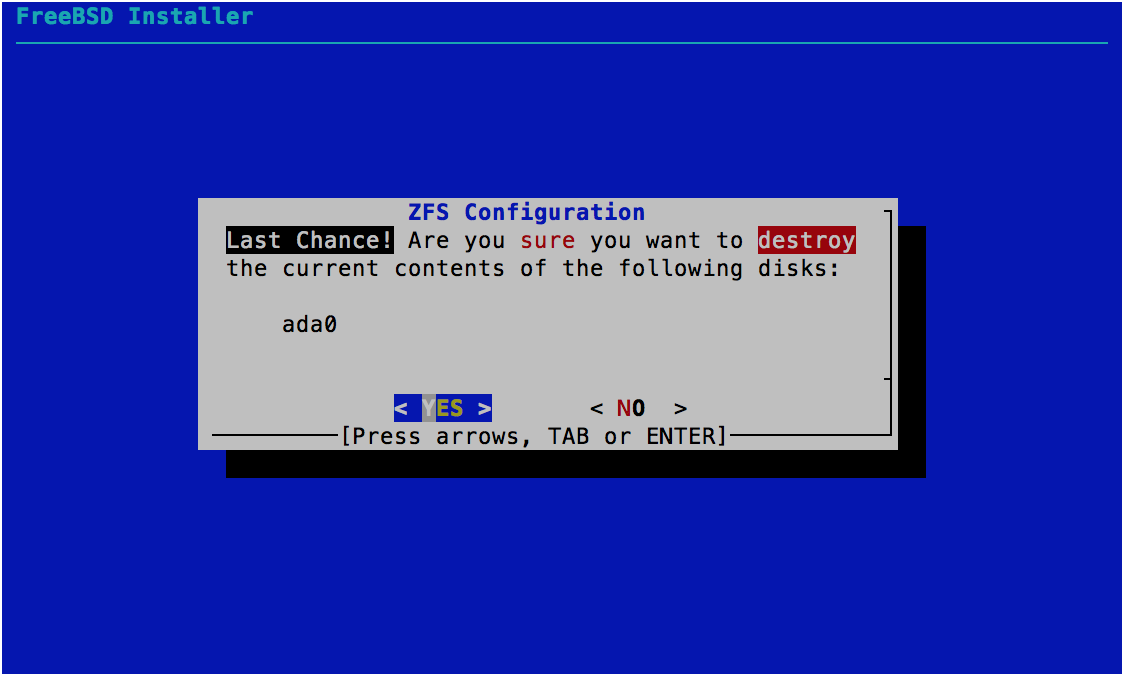 FreeBSD Installer
ZFS Configuration
Last Chance! Are you sure you want to destroy
the current contents of the following disks:
ada0
< YES > < NO >
[Press arrows, TAB or ENTER]